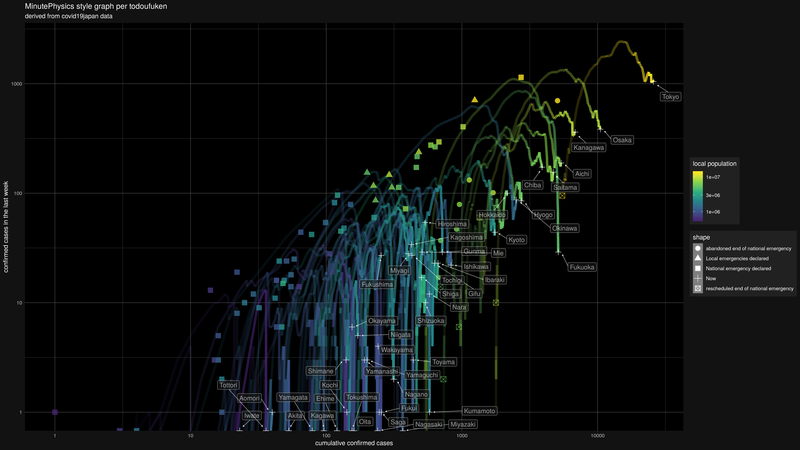 MinutePhysics style graph per todoufuken
derived from covid19japan data
confirmed cases in the last week
1000
100
10
1
Tokyo
Osaka
Kanagawa
Aichi
Chiba
Saitama
Hokkaido
Hyogo
Okinawa
Hiroshima
Kagoshima
Kyoto
Gunma
Mie
Miyagi
Ishikawa
Fukuoka
Fukushima
Tochigi
Ibaraki
Shiga
Gifu
Nara
Okayama
Shizuoka
Niigata
Wakayama
Toyama
Shimane
Yamanashi
Yamaguchi
Tottori
Kochi
Nagano
Aomori
Yamagata
Ehime
Tokushima
Fukui
Kumamoto
Iwate
Akita
Kagawa
Oita
Saga
Nagasaki
Miyazaki
1
10
100
1000
10000
cumulative confirmed cases
local population
1e+07
3e+06
1e+06
shape
abandoned end of national emergency
Local emergencies declared
National emergency declared
Now
rescheduled end of national emergency